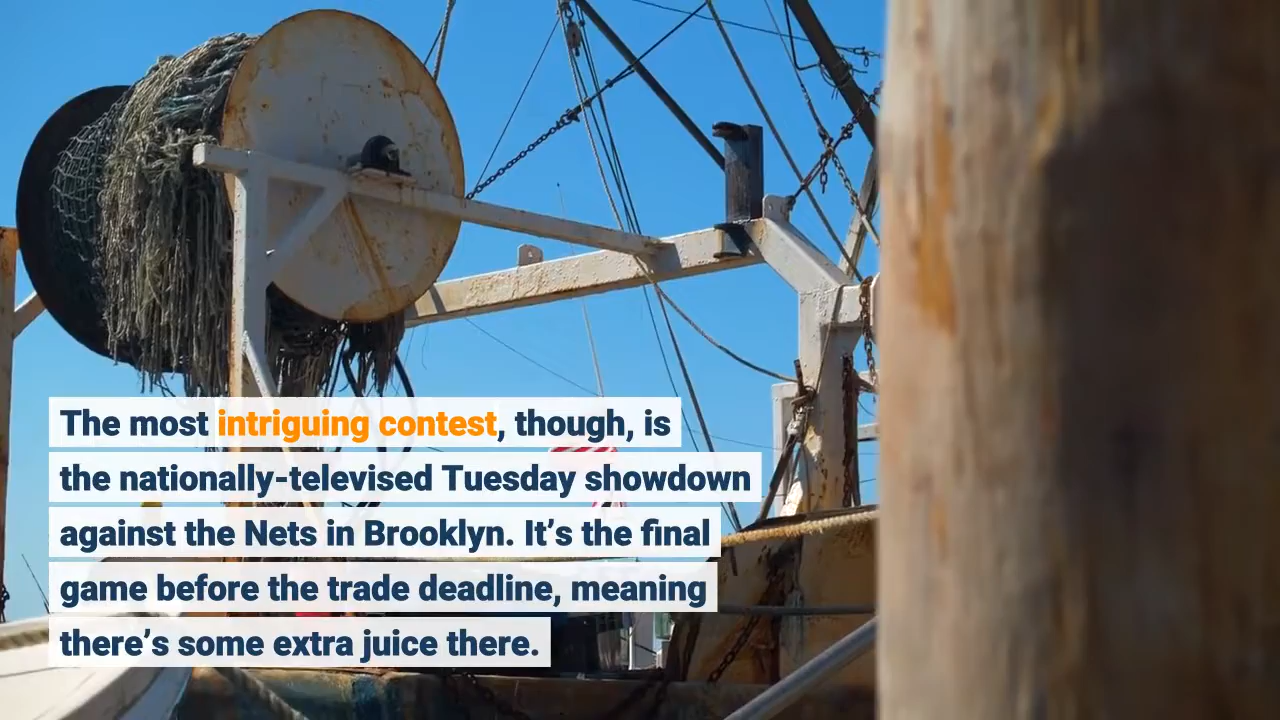 The most intriguing contest, though, is
the nationally-televised Tuesday showdown
against the Nets in Brooklyn. It’s the final
game before the trade deadline, meaning
there’s some extra juice there.